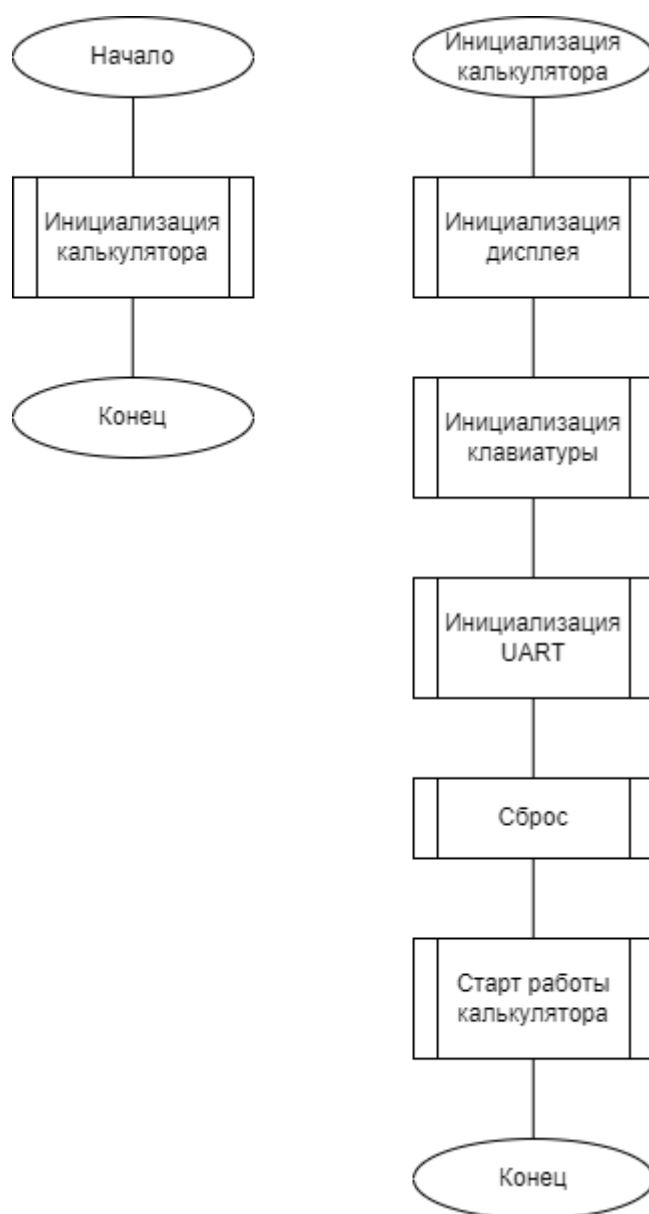 Начало
Инициализация
калькулятора
Конец
Инициализация
калькулятора
Инициализация
дисплея
Инициализация
клавиатуры
Инициализация
UART
Сброс
Старт работы
калькулятора
Конец